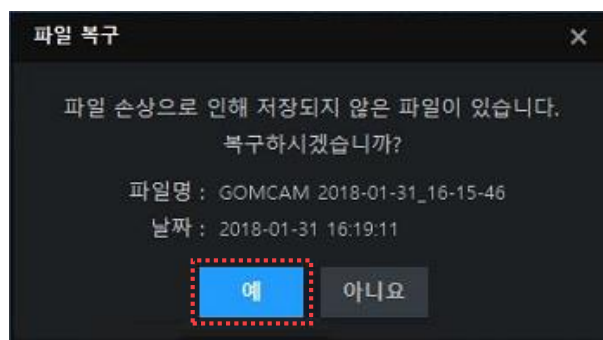 파일 복구
파일 손상으로 인해 저장되지 않은 파일이 있습니다.
복구하시겠습니까?
파일명 : GOMCAM 2018-01-31_16-15-46
날짜 : 2018-01-31 16:19:11
예 아니요